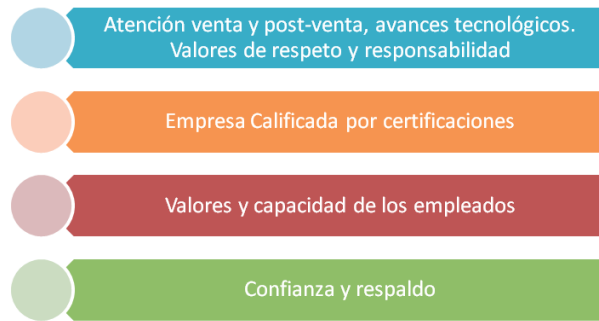 Atención venta y post-venta, avances tecnológicos.
Valores de respeto y responsabilidad
Empresa Calificada por certificaciones
Valores y capacidad de los empleados
Confianza y respaldo